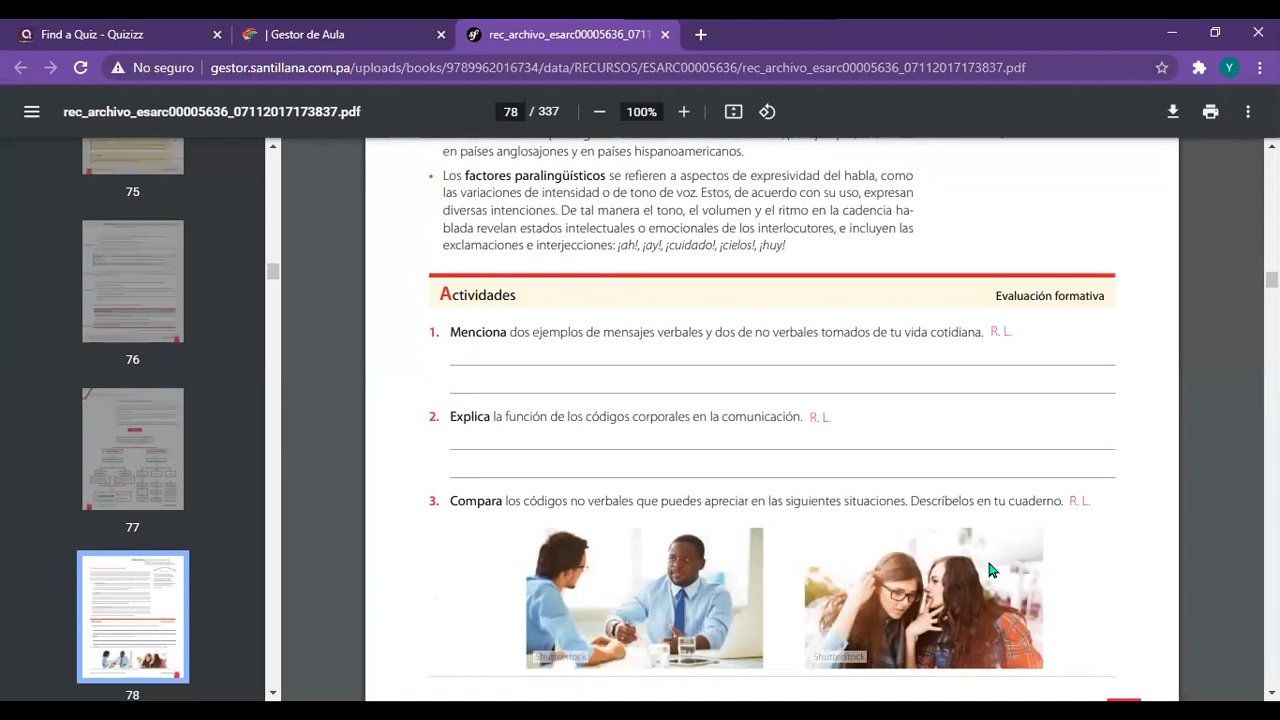 Find a Quiz - Quizizz
| Gestor de Aula
rec_archivo_esarc00005636_0711
No seguro
gestor.santillana.com.pa/uploads/books/9789962016734/data/RECURSOS/ESARC00005636/rec_archivo_esarc00005636_07112017173837.pdf
Y
rec_archivo_esarc00005636_07112017173837.pdf
78 / 337
100%
75
76
77
78
en países anglosajones y en países hispanoamericanos.
• Los factores paralingüísticos se refieren a aspectos de expresividad del habla, como
las variaciones de intensidad o de tono de voz. Estos, de acuerdo con su uso, expresan
diversas intenciones. De tal manera el tono, el volumen y el ritmo en la cadencia ha-
blada revelan estados intelectuales o emocionales de los interlocutores, e incluyen las
exclamaciones e interjecciones: ¡ah!, ¡ay!, ¡cuidado!, ¡cielos!, ¡huy!
Actividades
Evaluación formativa
1. Menciona dos ejemplos de mensajes verbales y dos de no verbales tomados de tu vida cotidiana. R. L.
2. Explica la función de los códigos corporales en la comunicación. R. L.
3. Compara los códigos no verbales que puedes apreciar en las siguientes situaciones. Descríbelos en tu cuaderno. R. L.
Shutterstock
Shutterstock